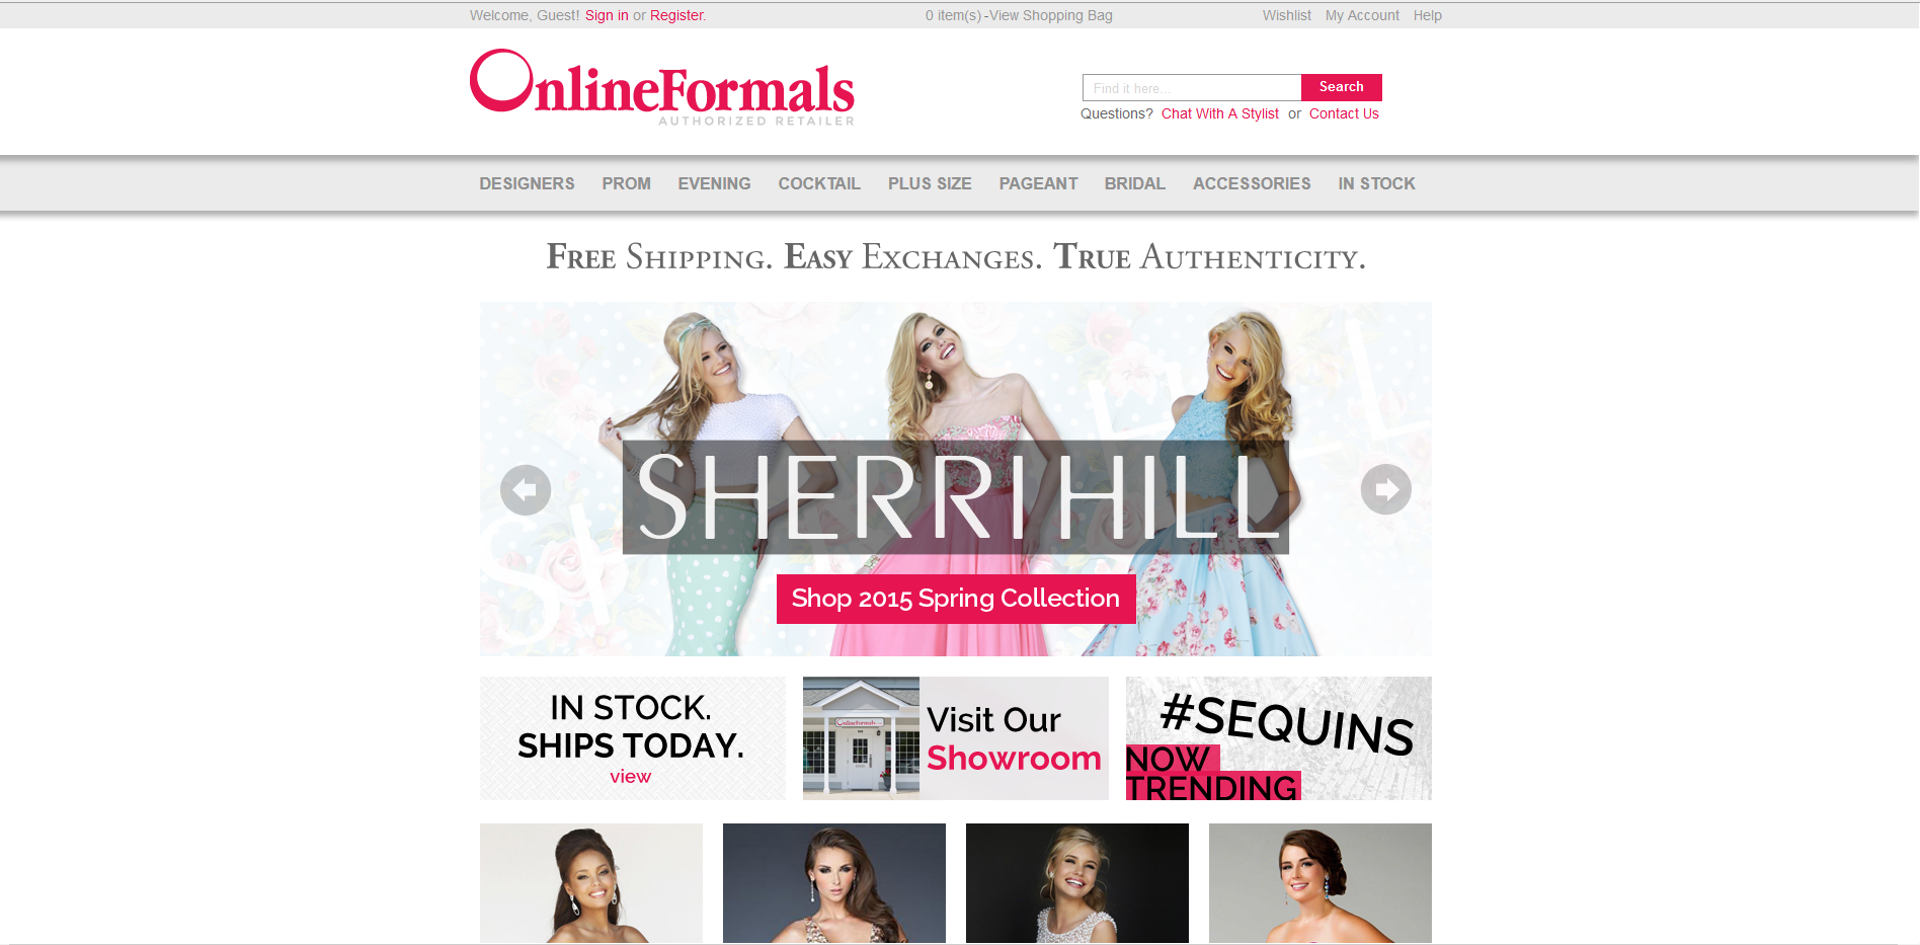 Welcome, Guest! Sign in or Register.
0 item(s)-View Shopping Bag
Wishlist My Account Help
OnlineFormals
AUTHORIZED RETAILER
Find it here...
Search
Questions? Chat With A Stylist or Contact Us
DESIGNERS PROM EVENING COCKTAIL PLUS SIZE PAGEANT BRIDAL ACCESSORIES IN STOCK
FREE SHIPPING. EASY EXCHANGES. TRUE AUTHENTICITY.
SHERRI HILL
Shop 2015 Spring Collection
IN STOCK.
SHIPS TODAY.
view
Onlineformals
Visit Our
Showroom
#SEQUINS
NOW
TRENDING